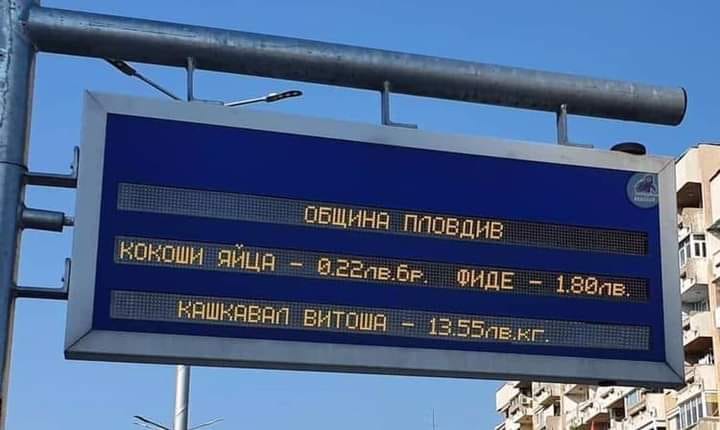 ОБЩИНА ПЛОВДИВ
КОКОШИ ЯЙЦА - 0.22лв.бр. ФИДЕ - 1.80лв.
КАШКАВАЛ ВИТОША - 13.55лв.кг.